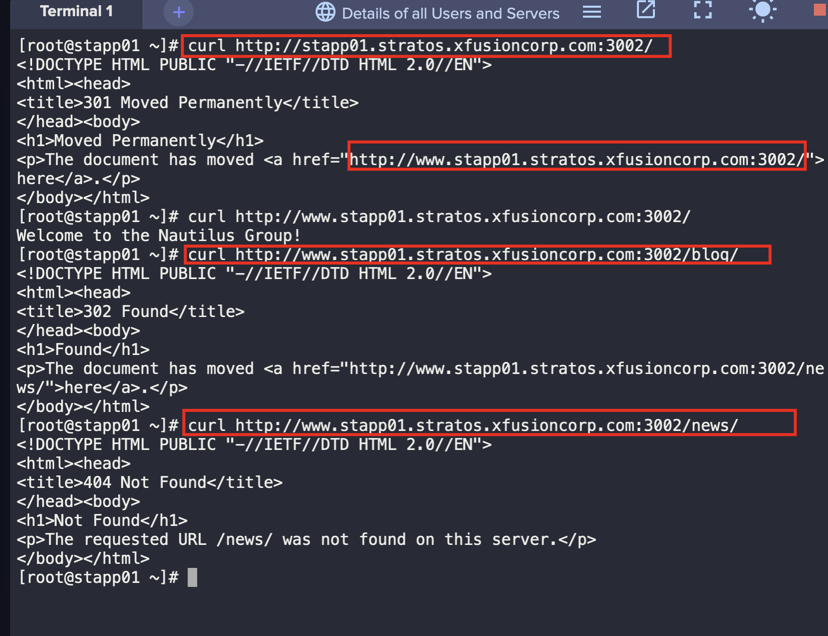 Terminal 1 + Details of all Users and Servers
[root@stapp01 ~]# curl http://stapp01.stratos.xfusioncorp.com:3002/
<!DOCTYPE HTML PUBLIC "-//IETF//DTD HTML 2.0//EN">
<html><head>
<title>301 Moved Permanently</title>
</head><body>
<h1>Moved Permanently</h1>
<p>The document has moved <a href="http://www.stapp01.stratos.xfusioncorp.com:3002/">
here</a>.</p>
</body></html>
[root@stapp01 ~]# curl http://www.stapp01.stratos.xfusioncorp.com:3002/
Welcome to the Nautilus Group!
[root@stapp01 ~]# curl http://www.stapp01.stratos.xfusioncorp.com:3002/blog/
<!DOCTYPE HTML PUBLIC "-//IETF//DTD HTML 2.0//EN">
<html><head>
<title>302 Found</title>
</head><body>
<h1>Found</h1>
<p>The document has moved <a href="http://www.stapp01.stratos.xfusioncorp.com:3002/ne
ws/">here</a>.</p>
</body></html>
[root@stapp01 ~]# curl http://www.stapp01.stratos.xfusioncorp.com:3002/news/
<!DOCTYPE HTML PUBLIC "-//IETF//DTD HTML 2.0//EN">
<html><head>
<title>404 Not Found</title>
</head><body>
<h1>Not Found</h1>
<p>The requested URL /news/ was not found on this server.</p>
</body></html>
[root@stapp01 ~]#